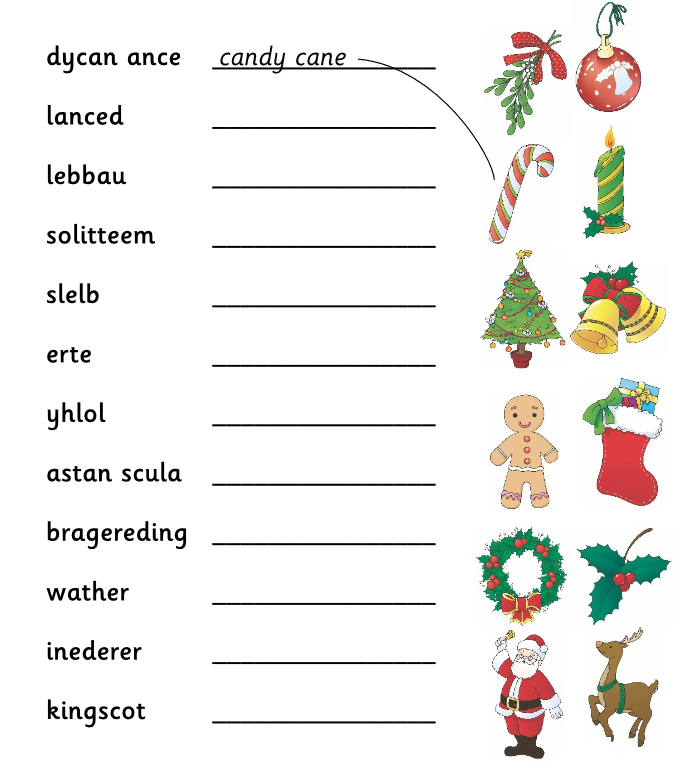 dycan ance candy cane
lanced
lebbau
solitteem
slelb
erte
yhlol
astan scula
bragereding
wather
inederer
kingscot